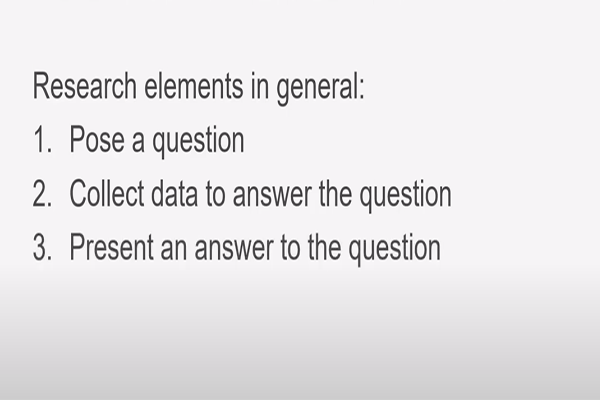 Research elements in general:
1. Pose a question
2. Collect data to answer the question
3. Present an answer to the question